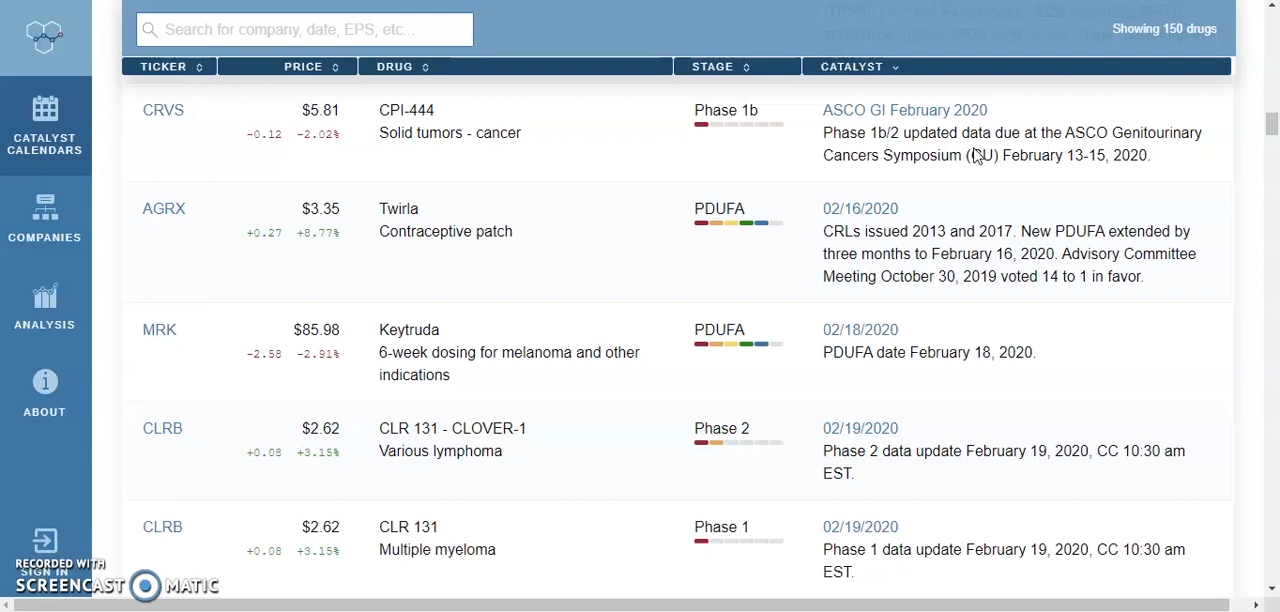 Search for company, date, EPS, etc...
Showing 150 drugs
TICKER PRICE DRUG STAGE CATALYST
CRVS $5.81 CPI-444 Phase 1b ASCO GI February 2020
-0.12 -2.02% Solid tumors - cancer Phase 1b/2 updated data due at the ASCO Genitourinary
Cancers Symposium (GU) February 13-15, 2020.
AGRX $3.35 Twirla PDUFA 02/16/2020
+0.27 +8.77% Contraceptive patch CRLs issued 2013 and 2017. New PDUFA extended by
three months to February 16, 2020. Advisory Committee
Meeting October 30, 2019 voted 14 to 1 in favor.
MRK $85.98 Keytruda PDUFA 02/18/2020
-2.58 -2.91% 6-week dosing for melanoma and other PDUFA date February 18, 2020.
indications
CLRB $2.62 CLR 131 - CLOVER-1 Phase 2 02/19/2020
+0.08 +3.15% Various lymphoma Phase 2 data update February 19, 2020, CC 10:30 am
EST.
CLRB $2.62 CLR 131 Phase 1 02/19/2020
+0.08 +3.15% Multiple myeloma Phase 1 data update February 19, 2020, CC 10:30 am
EST.
CATALYST
CALENDARS
COMPANIES
ANALYSIS
ABOUT
SIGN IN
RECORDED WITH
SCREENCAST MATIC